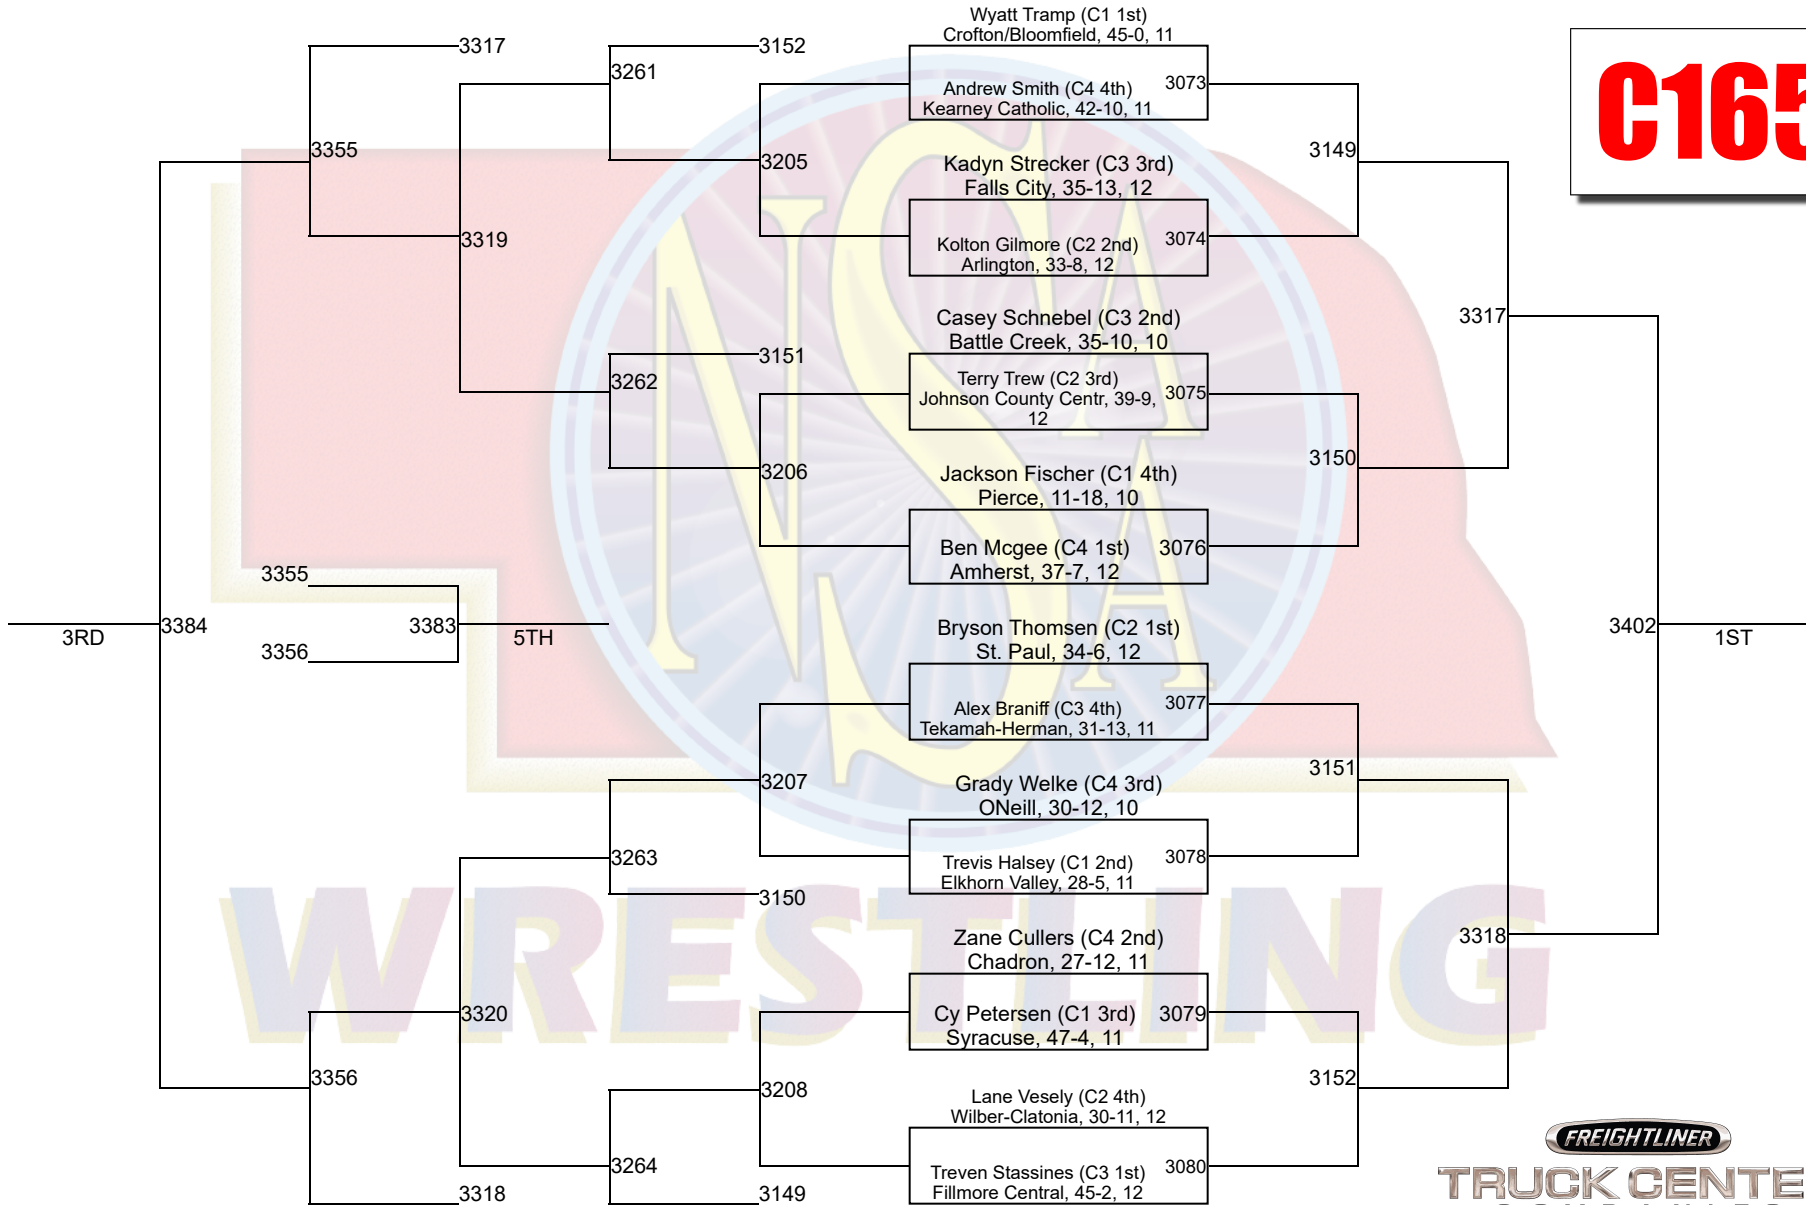 Wyatt Tramp (C1 1st)
Crofton/Bloomfield, 45-0, 11
3317
3152
3261
Andrew Smith (C4 4th)
Kearney Catholic, 42-10, 11
3073
C165
3355
3205
Kadyn Strecker (C3 3rd)
Falls City, 35-13, 12
3149
3319
Kolton Gilmore (C2 2nd)
Arlington, 33-8, 12
3074
Casey Schnebel (C3 2nd)
Battle Creek, 35-10, 10
3317
3151
3262
Terry Trew (C2 3rd)
Johnson County Centr, 39-9,
12
3075
3206
Jackson Fischer (C1 4th)
Pierce, 11-18, 10
3150
Ben Mcgee (C4 1st)
Amherst, 37-7, 12
3076
3355
3384
3RD
3383
5TH
3356
Bryson Thomsen (C2 1st)
St. Paul, 34-6, 12
3402
1ST
Alex Braniff (C3 4th)
Tekamah-Herman, 31-13, 11
3077
3207
Grady Welke (C4 3rd)
ONeill, 30-12, 10
3151
3263
Trevis Halsey (C1 2nd)
Elkhorn Valley, 28-5, 11
3078
3150
Zane Cullers (C4 2nd)
Chadron, 27-12, 11
3318
3320
Cy Petersen (C1 3rd)
Syracuse, 47-4, 11
3079
3356
3208
Lane Vesely (C2 4th)
Wilber-Clatonia, 30-11, 12
3152
3264
Treven Stassines (C3 1st)
Fillmore Central, 45-2, 12
3080
3318
3149
NSAA
WRESTLING
FREIGHTLINER
TRUCK CENTE